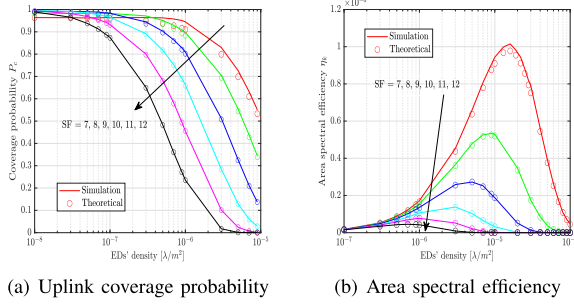 1
0.9
0.8
0.7
0.6
0.5
0.4
0.3
0.2
0.1
0
Coverage probability P_c
SF = 7, 8, 9, 10, 11, 12
Simulation
Theoretical
10⁻⁸
10⁻⁷
10⁻⁶
10⁻⁵
EDs' density [λ/m²]
(a) Uplink coverage probability
1.2
1
0.8
0.6
0.4
0.2
0
Area spectral efficiency η_k
Simulation
Theoretical
SF = 7, 8, 9, 10, 11, 12
10⁻⁷
10⁻⁶
10⁻⁵
10⁻⁴
EDs' density [λ/m²]
(b) Area spectral efficiency